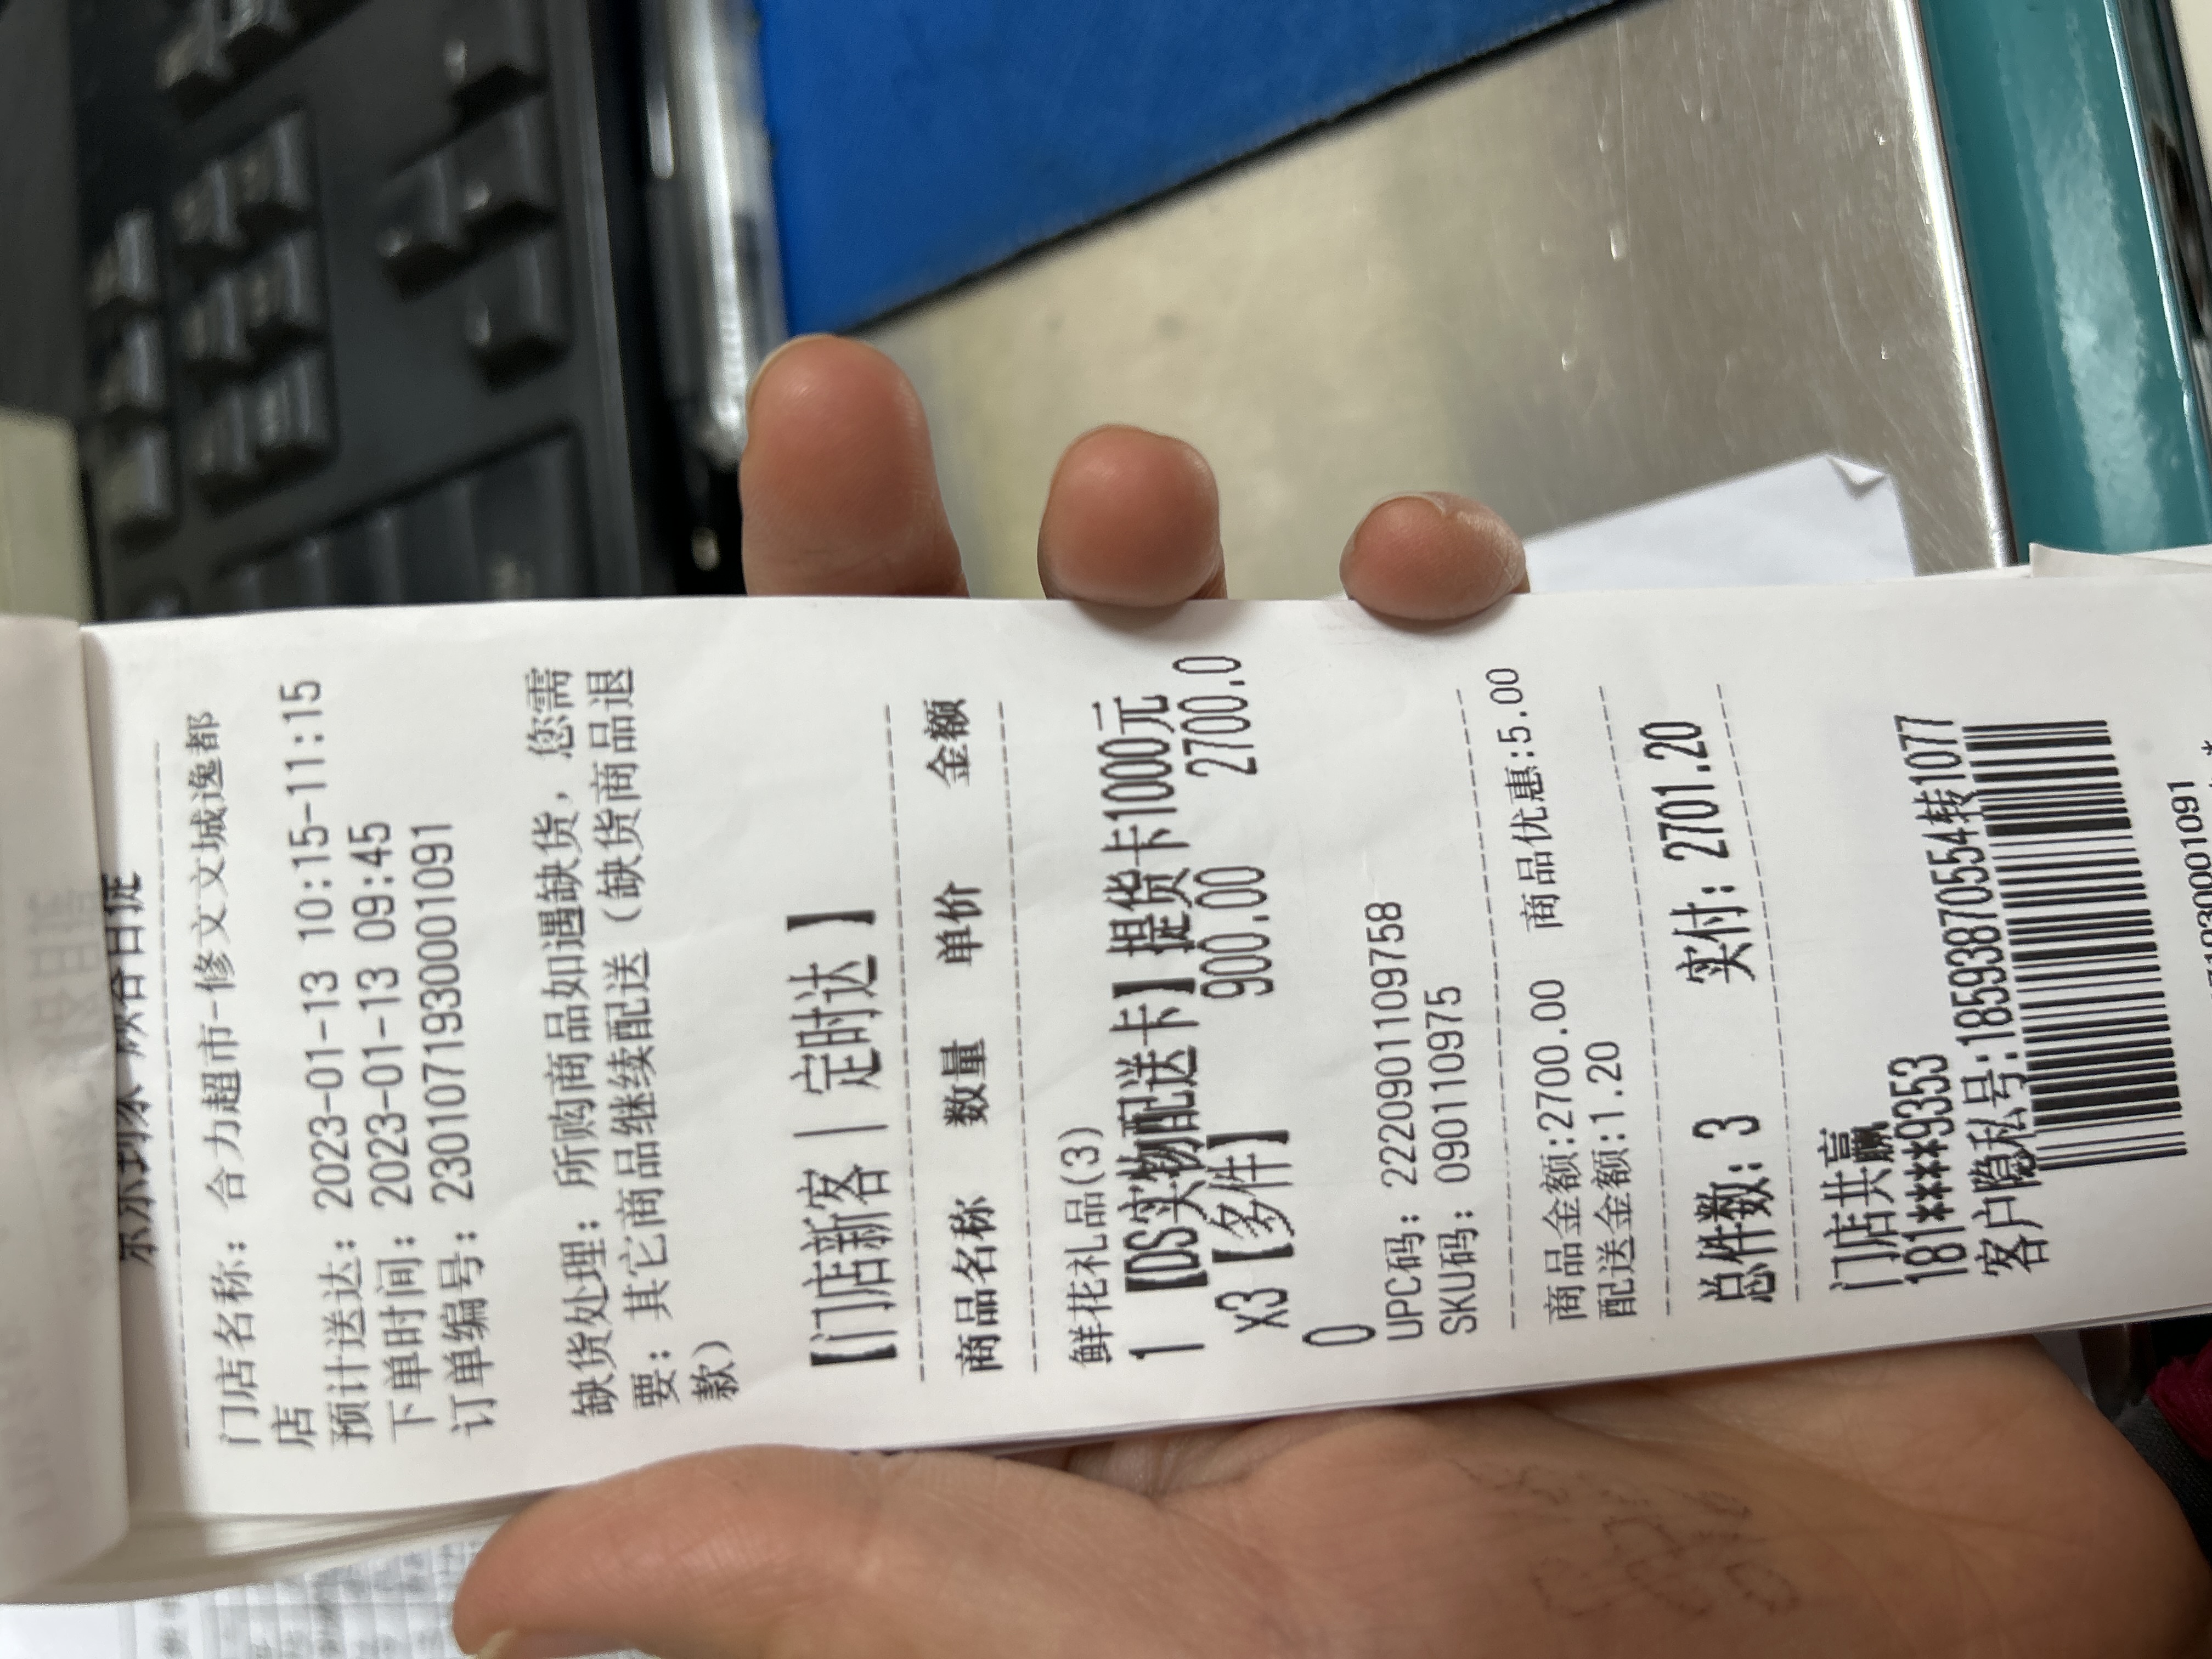 门店名称：合力超市-修文文城逸都
店
预计送达：2023-01-13 10:15-11:15
下单时间：2023-01-13 09:45
订单编号：2301071930001091
缺货处理：所购商品如遇缺货，您需
要：其它商品继续配送（缺货商品退
款）
【门店新客｜定时达】
商品名称 数量 单价 金额
鲜花礼品(3)
1 【DS实物配送卡】提货卡1000元
x3【多件】 900.00 2700.0
0
UPC码：2220901109758
SKU码：090110975
商品金额:2700.00 商品优惠:5.00
配送金额:1.20
总件数：3 实付：2701.20
门店共赢
181****9353
客户隐私号:18593870554转1077